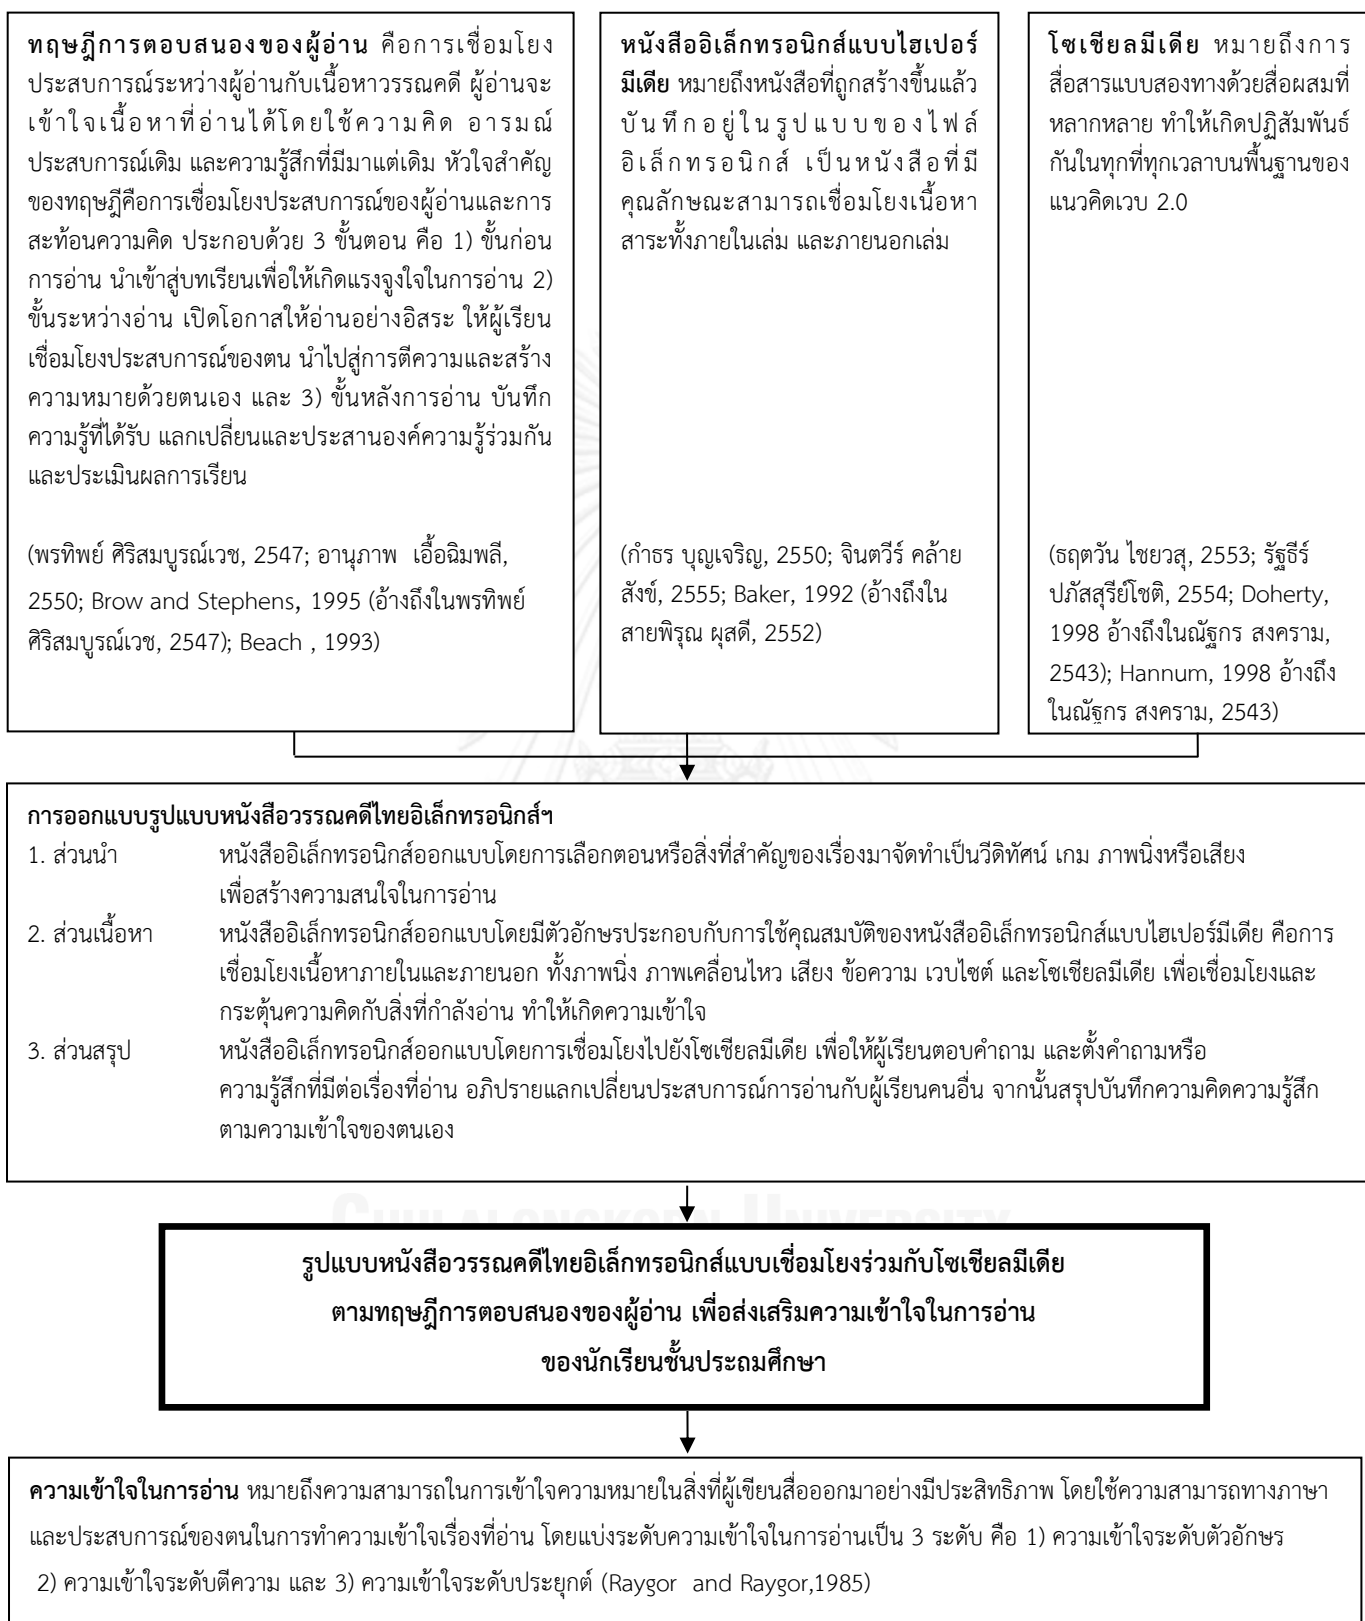 ทฤษฎีการตอบสนองของผู้อ่าน คือการเชื่อมโยง
ประสบการณ์ระหว่างผู้อ่านกับเนื้อหาวรรณคดี ผู้อ่านจะ
เข้าใจเนื้อหาที่อ่านได้โดยใช้ความคิด อารมณ์
ประสบการณ์เดิม และความรู้สึกที่มีมาแต่เดิม หัวใจสำคัญ
ของทฤษฎีคือการเชื่อมโยงประสบการณ์ของผู้อ่านและการ
สะท้อนความคิด ประกอบด้วย 3 ขั้นตอน คือ 1) ขั้นก่อน
การอ่าน นำเข้าสู่บทเรียนเพื่อให้เกิดแรงจูงใจในการอ่าน 2)
ขั้นระหว่างอ่าน เปิดโอกาสให้อ่านอย่างอิสระ ให้ผู้เรียน
เชื่อมโยงประสบการณ์ของตน นำไปสู่การตีความและสร้าง
ความหมายด้วยตนเอง และ 3) ขั้นหลังการอ่าน บันทึก
ความรู้ที่ได้รับ แลกเปลี่ยนและประสานองค์ความรู้ร่วมกัน
และประเมินผลการเรียน
(พรทิพย์ ศิริสมบูรณ์เวช, 2547; อานุภาพ เอื้อฉิมพลี,
2550; Brow and Stephens, 1995 (อ้างถึงในพรทิพย์
ศิริสมบูรณ์เวช, 2547); Beach , 1993)
หนังสืออิเล็กทรอนิกส์แบบไฮเปอร์
มีเดีย หมายถึงหนังสือที่ถูกสร้างขึ้นแล้ว
บันทึกอยู่ในรูปแบบของไฟล์
อิเล็กทรอนิกส์ เป็นหนังสือที่มี
คุณลักษณะสามารถเชื่อมโยงเนื้อหา
สาระทั้งภายในเล่ม และภายนอกเล่ม
(กำธร บุญเจริญ, 2550; จินตวีร์ คล้าย
สังข์, 2555; Baker, 1992 (อ้างถึงใน
สายพิรุณ ผุสดี, 2552)
โซเชียลมีเดีย หมายถึงการ
สื่อสารแบบสองทางด้วยสื่อผสมที่
หลากหลาย ทำให้เกิดปฏิสัมพันธ์
กันในทุกที่ทุกเวลาบนพื้นฐานของ
แนวคิดเวบ 2.0
(ธฤตวัน ไชยวสุ, 2553; รัฐธีร์
ปภัสสุรีย์โชติ, 2554; Doherty,
1998 อ้างถึงในณัฐกร สงคราม,
2543); Hannum, 1998 อ้างถึง
ในณัฐกร สงคราม, 2543)
การออกแบบรูปแบบหนังสือวรรณคดีไทยอิเล็กทรอนิกส์ฯ
1. ส่วนนำ หนังสืออิเล็กทรอนิกส์ออกแบบโดยการเลือกตอนหรือสิ่งที่สำคัญของเรื่องมาจัดทำเป็นวีดิทัศน์ เกม ภาพนิ่งหรือเสียง
เพื่อสร้างความสนใจในการอ่าน
2. ส่วนเนื้อหา หนังสืออิเล็กทรอนิกส์ออกแบบโดยมีตัวอักษรประกอบกับการใช้คุณสมบัติของหนังสืออิเล็กทรอนิกส์แบบไฮเปอร์มีเดีย คือการ
เชื่อมโยงเนื้อหาภายในและภายนอก ทั้งภาพนิ่ง ภาพเคลื่อนไหว เสียง ข้อความ เวบไซต์ และโซเชียลมีเดีย เพื่อเชื่อมโยงและ
กระตุ้นความคิดกับสิ่งที่กำลังอ่าน ทำให้เกิดความเข้าใจ
3. ส่วนสรุป หนังสืออิเล็กทรอนิกส์ออกแบบโดยการเชื่อมโยงไปยังโซเชียลมีเดีย เพื่อให้ผู้เรียนตอบคำถาม และตั้งคำถามหรือ
ความรู้สึกที่มีต่อเรื่องที่อ่าน อภิปรายแลกเปลี่ยนประสบการณ์การอ่านกับผู้เรียนคนอื่น จากนั้นสรุปบันทึกความคิดความรู้สึก
ตามความเข้าใจของตนเอง
CHULALONGKORN UNIVERSITY
รูปแบบหนังสือวรรณคดีไทยอิเล็กทรอนิกส์แบบเชื่อมโยงร่วมกับโซเชียลมีเดีย
ตามทฤษฎีการตอบสนองของผู้อ่าน เพื่อส่งเสริมความเข้าใจในการอ่าน
ของนักเรียนชั้นประถมศึกษา
ความเข้าใจในการอ่าน หมายถึงความสามารถในการเข้าใจความหมายในสิ่งที่ผู้เขียนสื่อออกมาอย่างมีประสิทธิภาพ โดยใช้ความสามารถทางภาษา
และประสบการณ์ของตนในการทำความเข้าใจเรื่องที่อ่าน โดยแบ่งระดับความเข้าใจในการอ่านเป็น 3 ระดับ คือ 1) ความเข้าใจระดับตัวอักษร
2) ความเข้าใจระดับตีความ และ 3) ความเข้าใจระดับประยุกต์ (Raygor and Raygor,1985)